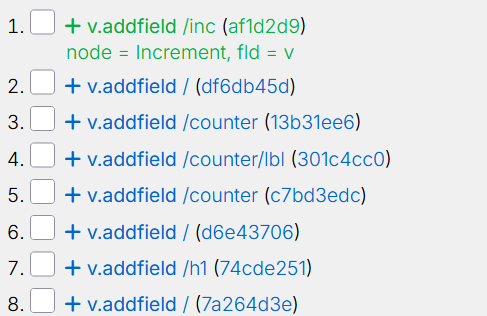 1. + v.addfield /inc (af1d2d9)
node = Increment, fld = v
2. + v.addfield / (df6db45d)
3. + v.addfield /counter (13b31ee6)
4. + v.addfield /counter/lbl (301c4cc0)
5. + v.addfield /counter (c7bd3edc)
6. + v.addfield / (d6e43706)
7. + v.addfield /h1 (74cde251)
8. + v.addfield / (7a264d3e)